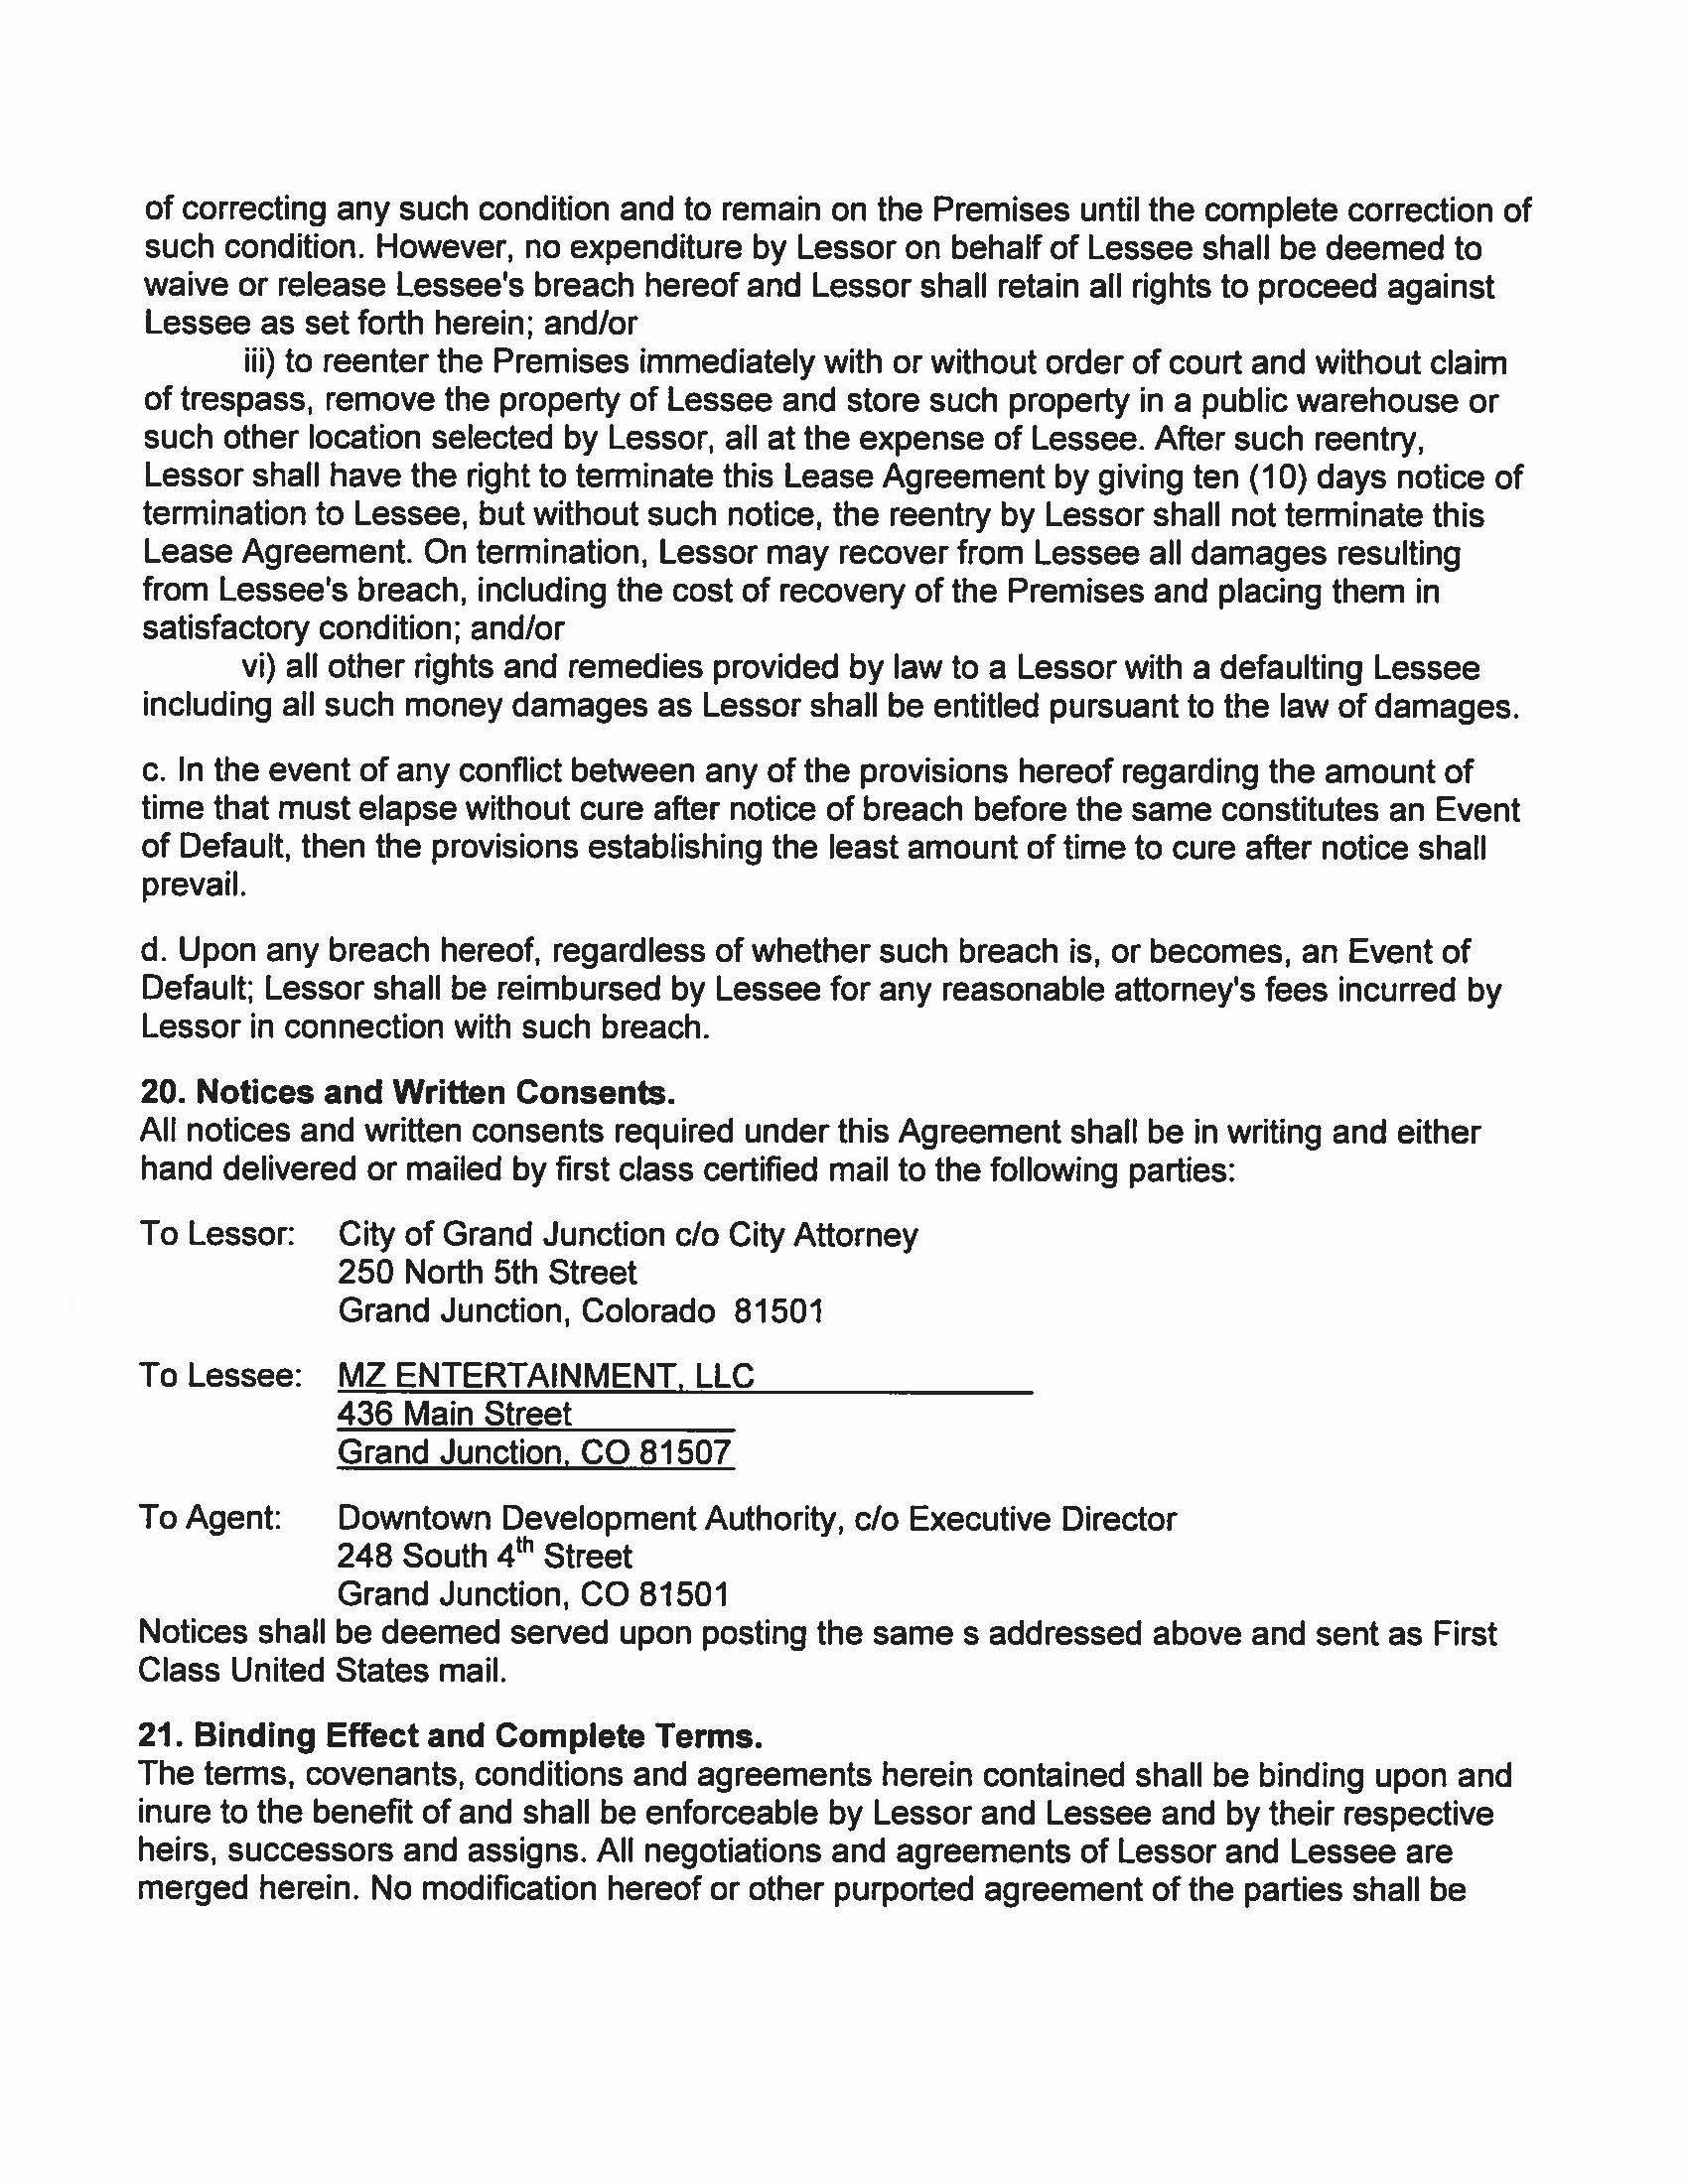 of correcting any such condition and to remain on the Premises until the complete correction of
such condition. However, no expenditure by Lessor on behalf of Lessee shall be deemed to
waive or release Lessee's breach hereof and Lessor shall retain all rights to proceed against
Lessee as set forth herein; and/or
iii) to reenter the Premises immediately with or without order of court and without claim
of trespass, remove the property of Lessee and store such property in a public warehouse or
such other location selected by Lessor, all at the expense of Lessee. After such reentry,
Lessor shall have the right to terminate this Lease Agreement by giving ten (10) days notice of
termination to Lessee, but without such notice, the reentry by Lessor shall not terminate this
Lease Agreement. On termination, Lessor may recover from Lessee all damages resulting
from Lessee's breach, including the cost of recovery of the Premises and placing them in
satisfactory condition; and/or
vi) all other rights and remedies provided by law to a Lessor with a defaulting Lessee
including all such money damages as Lessor shall be entitled pursuant to the law of damages.
c. In the event of any conflict between any of the provisions hereof regarding the amount of
time that must elapse without cure after notice of breach before the same constitutes an Event
of Default, then the provisions establishing the least amount of time to cure after notice shall
prevail.
d. Upon any breach hereof, regardless of whether such breach is, or becomes, an Event of
Default; Lessor shall be reimbursed by Lessee for any reasonable attorney's fees incurred by
Lessor in connection with such breach.
20. Notices and Written Consents.
All notices and written consents required under this Agreement shall be in writing and either
hand delivered or mailed by first class certified mail to the following parties:
To Lessor: City of Grand Junction c/o City Attorney
250 North 5th Street
Grand Junction, Colorado 81501
To Lessee: MZ ENTERTAINMENT, LLC
436 Main Street
Grand Junction, CO 81507
To Agent: Downtown Development Authority, c/o Executive Director
248 South 4th Street
Grand Junction, CO 81501
Notices shall be deemed served upon posting the same s addressed above and sent as First
Class United States mail.
21. Binding Effect and Complete Terms.
The terms, covenants, conditions and agreements herein contained shall be binding upon and
inure to the benefit of and shall be enforceable by Lessor and Lessee and by their respective
heirs, successors and assigns. All negotiations and agreements of Lessor and Lessee are
merged herein. No modification hereof or other purported agreement of the parties shall be